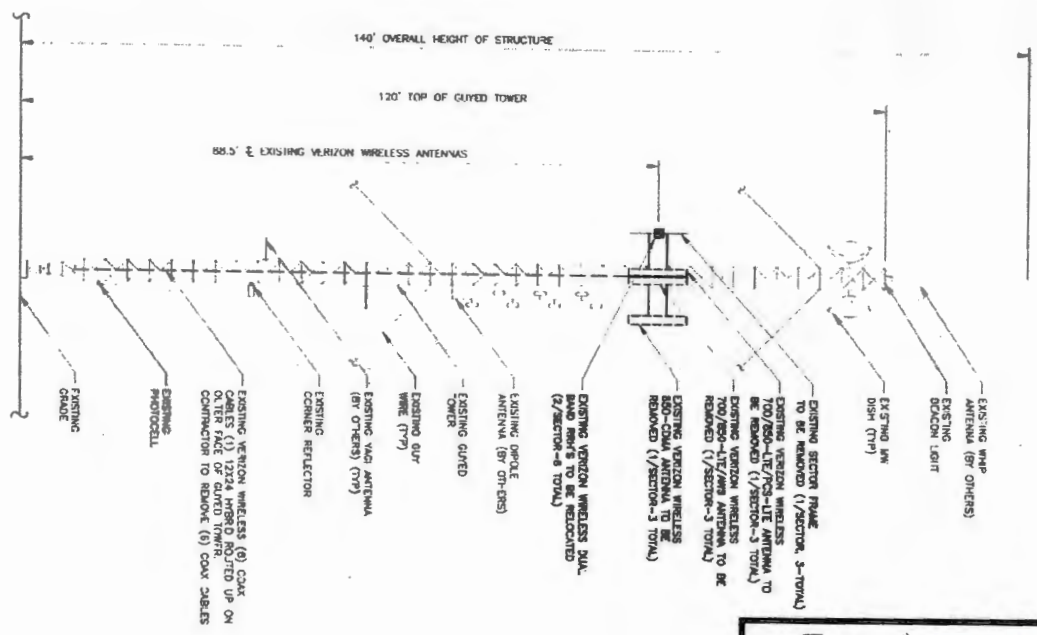 140' OVERALL HEIGHT OF STRUCTURE
120' TOP OF GUYED TOWER
88.5' ℄ EXISTING VERIZON WIRELESS ANTENNAS
EXISTING WHIP
ANTENNA (BY OTHERS)
EXISTING
BEACON LIGHT
EXISTING MW
DISH (TYP)
EXISTING SECTOR FRAME
TO BE REMOVED (1/SECTOR, 3-TOTAL)
EXISTING VERIZON WIRELESS
700/850-LTE/PCS-LTE ANTENNA TO
BE REMOVED (1/SECTOR-3 TOTAL)
EXISTING VERIZON WIRELESS
700/850-LTE/AWS ANTENNA TO BE
REMOVED (1/SECTOR-3 TOTAL)
EXISTING VERIZON WIRELESS
850-CDMA ANTENNA TO BE
REMOVED (1/SECTOR-3 TOTAL)
EXISTING VERIZON WIRELESS DUAL
BAND RRH'S TO BE RELOCATED
(2/SECTOR-6 TOTAL)
EXISTING DIPOLE
ANTENNA (BY OTHERS)
EXISTING GUYED
TOWER
EXISTING GUY
WIRE (TYP)
EXISTING YAGI ANTENNA
(BY OTHERS) (TYP)
EXISTING
CORNER REFLECTOR
EXISTING VERIZON WIRELESS (6) COAX
CABLES (1) 12X24 HYBRID ROUTED UP ON
OUTER FACE OF GUYED TOWER.
CONTRACTOR TO REMOVE (6) COAX CABLES
EXISTING
PHOTOCELL
EXISTING
GRADE